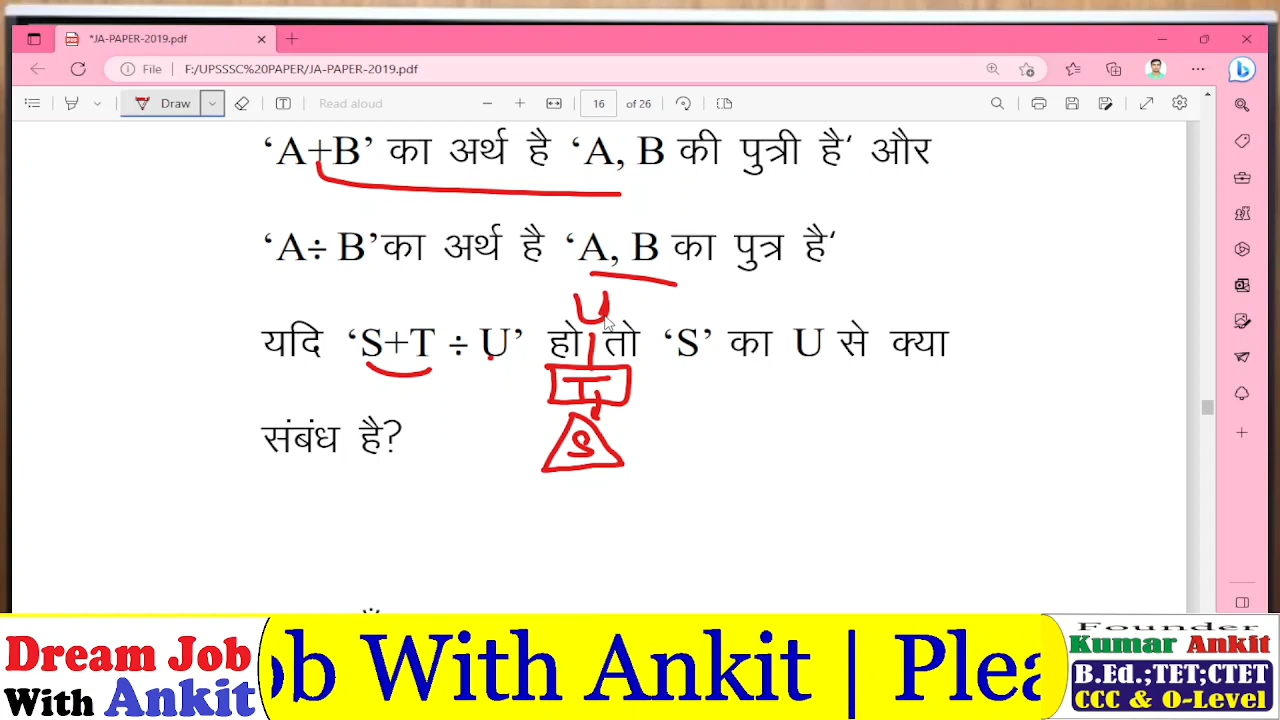 *JA-PAPER-2019.pdf
File F:/UPSSSC%20PAPER/JA-PAPER-2019.pdf
Draw Read aloud 16 of 26
‘A+B’ का अर्थ है ‘A, B की पुत्री है‘ और
‘A÷ B’का अर्थ है ‘A, B का पुत्र है‘
U
यदि ‘S+T ÷ U’ हो तो ‘S’ का U से क्या
T
संबंध है?
S
Dream Job
With Ankit
ob With Ankit | Plea
Founder
Kumar Ankit
B.Ed.;TET;CTET
CCC & O-Level